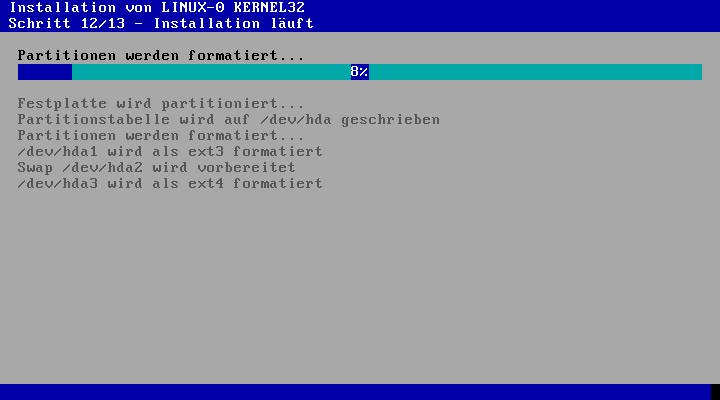 Installation von LINUX-0 KERNEL32
Schritt 12/13 - Installation läuft
Partitionen werden formatiert...
8%
Festplatte wird partitioniert...
Partitionstabelle wird auf /dev/hda geschrieben
Partitionen werden formatiert...
/dev/hda1 wird als ext3 formatiert
Swap /dev/hda2 wird vorbereitet
/dev/hda3 wird als ext4 formatiert